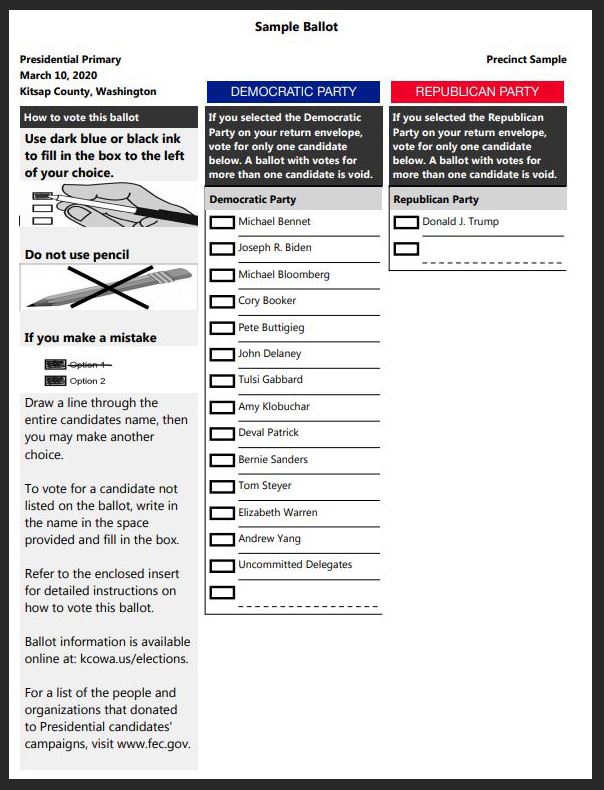 Sample Ballot
Presidential Primary
March 10, 2020
Kitsap County, Washington
Precinct Sample
How to vote this ballot
Use dark blue or black ink
to fill in the box to the left
of your choice.
Do not use pencil
If you make a mistake
Option 1
Option 2
Draw a line through the
entire candidates name, then
you may make another
choice.
To vote for a candidate not
listed on the ballot, write in
the name in the space
provided and fill in the box.
Refer to the enclosed insert
for detailed instructions on
how to vote this ballot.
Ballot information is available
online at: kcowa.us/elections.
For a list of the people and
organizations that donated
to Presidential candidates'
campaigns, visit www.fec.gov.
DEMOCRATIC PARTY
If you selected the Democratic
Party on your return envelope,
vote for only one candidate
below. A ballot with votes for
more than one candidate is void.
Democratic Party
Michael Bennet
Joseph R. Biden
Michael Bloomberg
Cory Booker
Pete Buttigieg
John Delaney
Tulsi Gabbard
Amy Klobuchar
Deval Patrick
Bernie Sanders
Tom Steyer
Elizabeth Warren
Andrew Yang
Uncommitted Delegates
REPUBLICAN PARTY
If you selected the Republican
Party on your return envelope,
vote for only one candidate
below. A ballot with votes for
more than one candidate is void.
Republican Party
Donald J. Trump